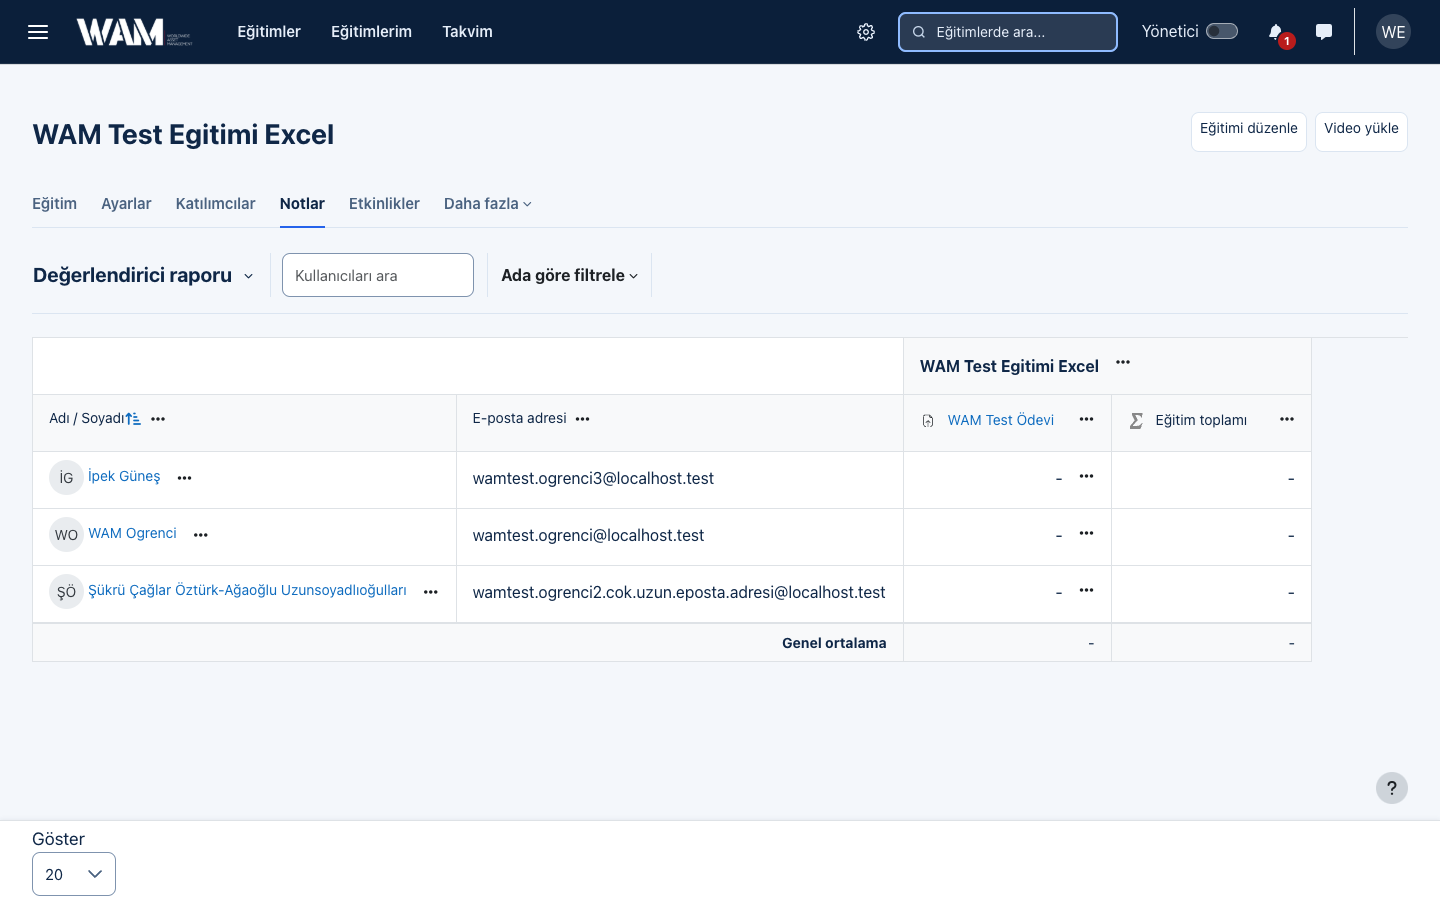 WAM WORLDWIDE ASSET MANAGEMENT Eğitimler Eğitimlerim Takvim Eğitimlerde ara... Yönetici 1 WE
WAM Test Egitimi Excel
Eğitimi düzenle Video yükle
Eğitim Ayarlar Katılımcılar Notlar Etkinlikler Daha fazla
Değerlendirici raporu Kullanıcıları ara Ada göre filtrele
WAM Test Egitimi Excel
Adı / Soyadı E-posta adresi WAM Test Ödevi Σ Eğitim toplamı
İG İpek Güneş wamtest.ogrenci3@localhost.test - -
WO WAM Ogrenci wamtest.ogrenci@localhost.test - -
ŞÖ Şükrü Çağlar Öztürk-Ağaoğlu Uzunsoyadlıoğulları wamtest.ogrenci2.cok.uzun.eposta.adresi@localhost.test - -
Genel ortalama - -
?
Göster
20